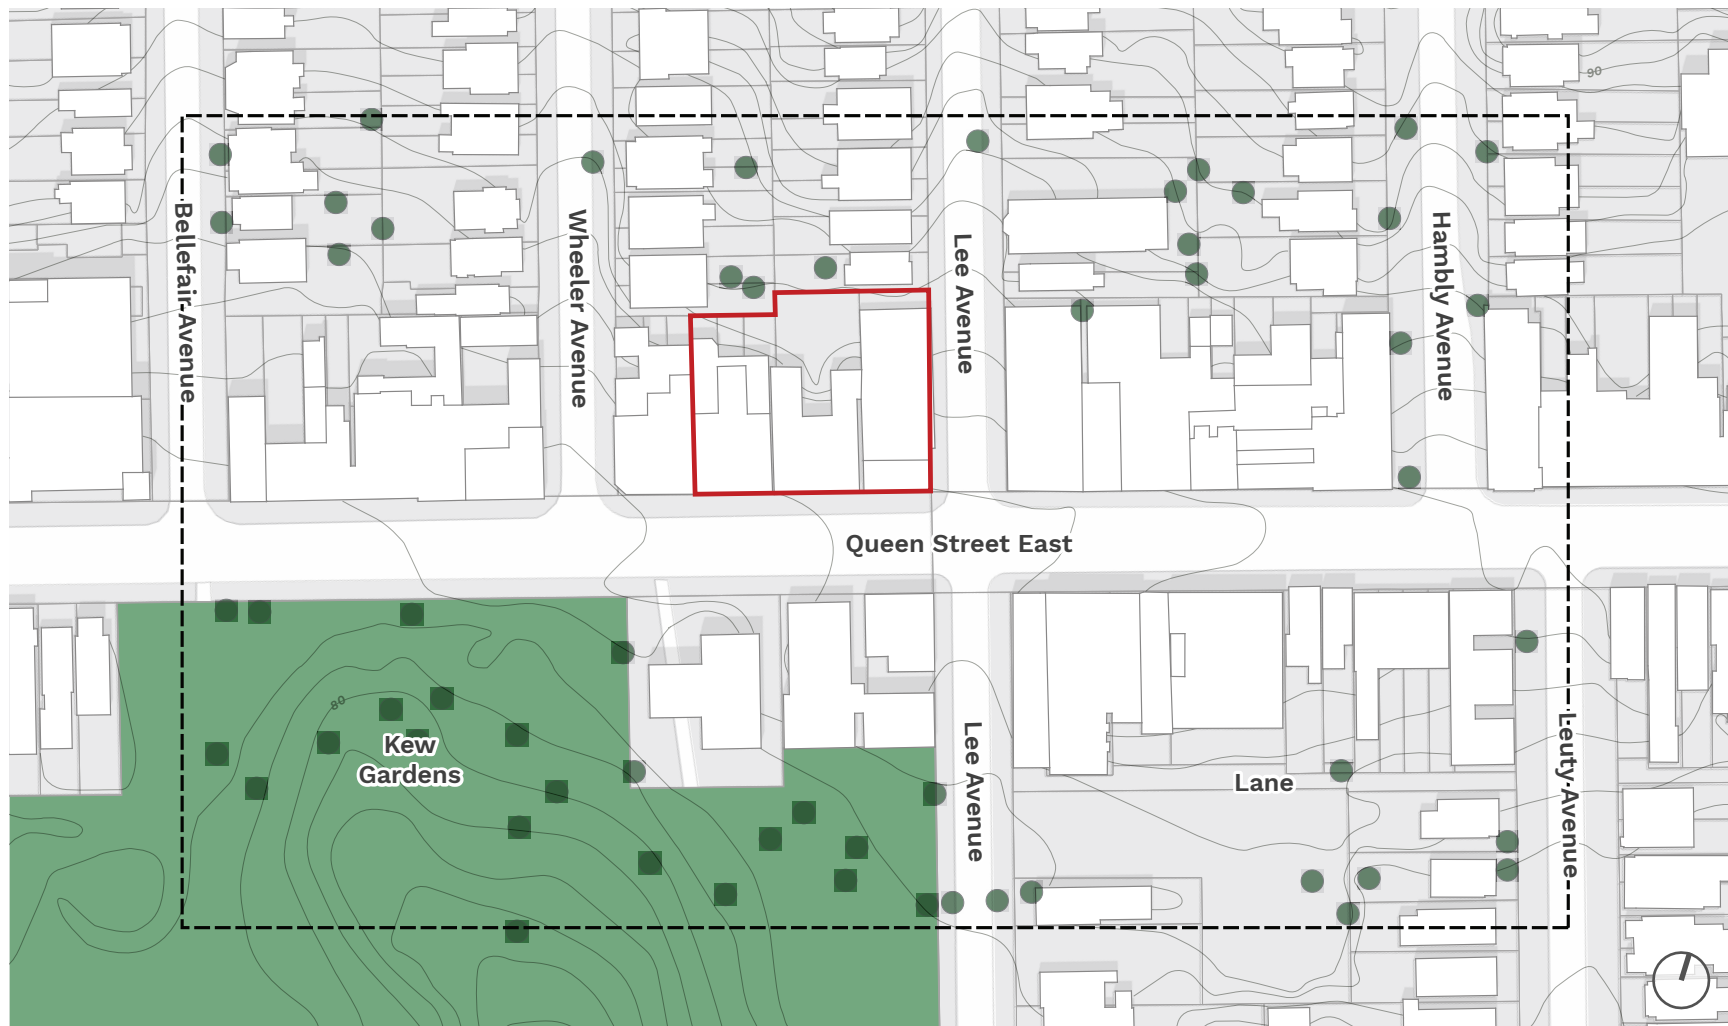 90
Bellefair Avenue
Wheeler Avenue
Lee Avenue
Hambly Avenue
Queen Street East
80
Kew
Gardens
Lee Avenue
Lane
Leuty Avenue